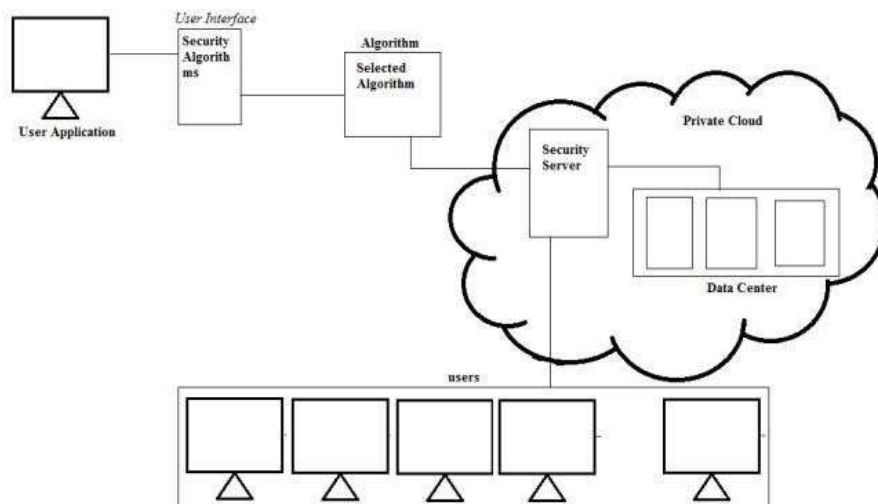 User Interface
Security
Algorith
ms
User Application
Algorithm
Selected
Algorithm
Private Cloud
Security
Server
Data Center
users